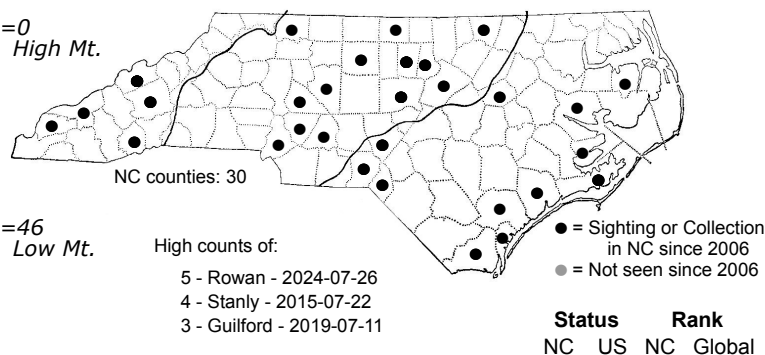 =0
High Mt.
NC counties: 30
=46
Low Mt.
High counts of:
5 - Rowan - 2024-07-26
4 - Stanly - 2015-07-22
3 - Guilford - 2019-07-11
● = Sighting or Collection
in NC since 2006
● = Not seen since 2006
Status Rank
NC US NC Global